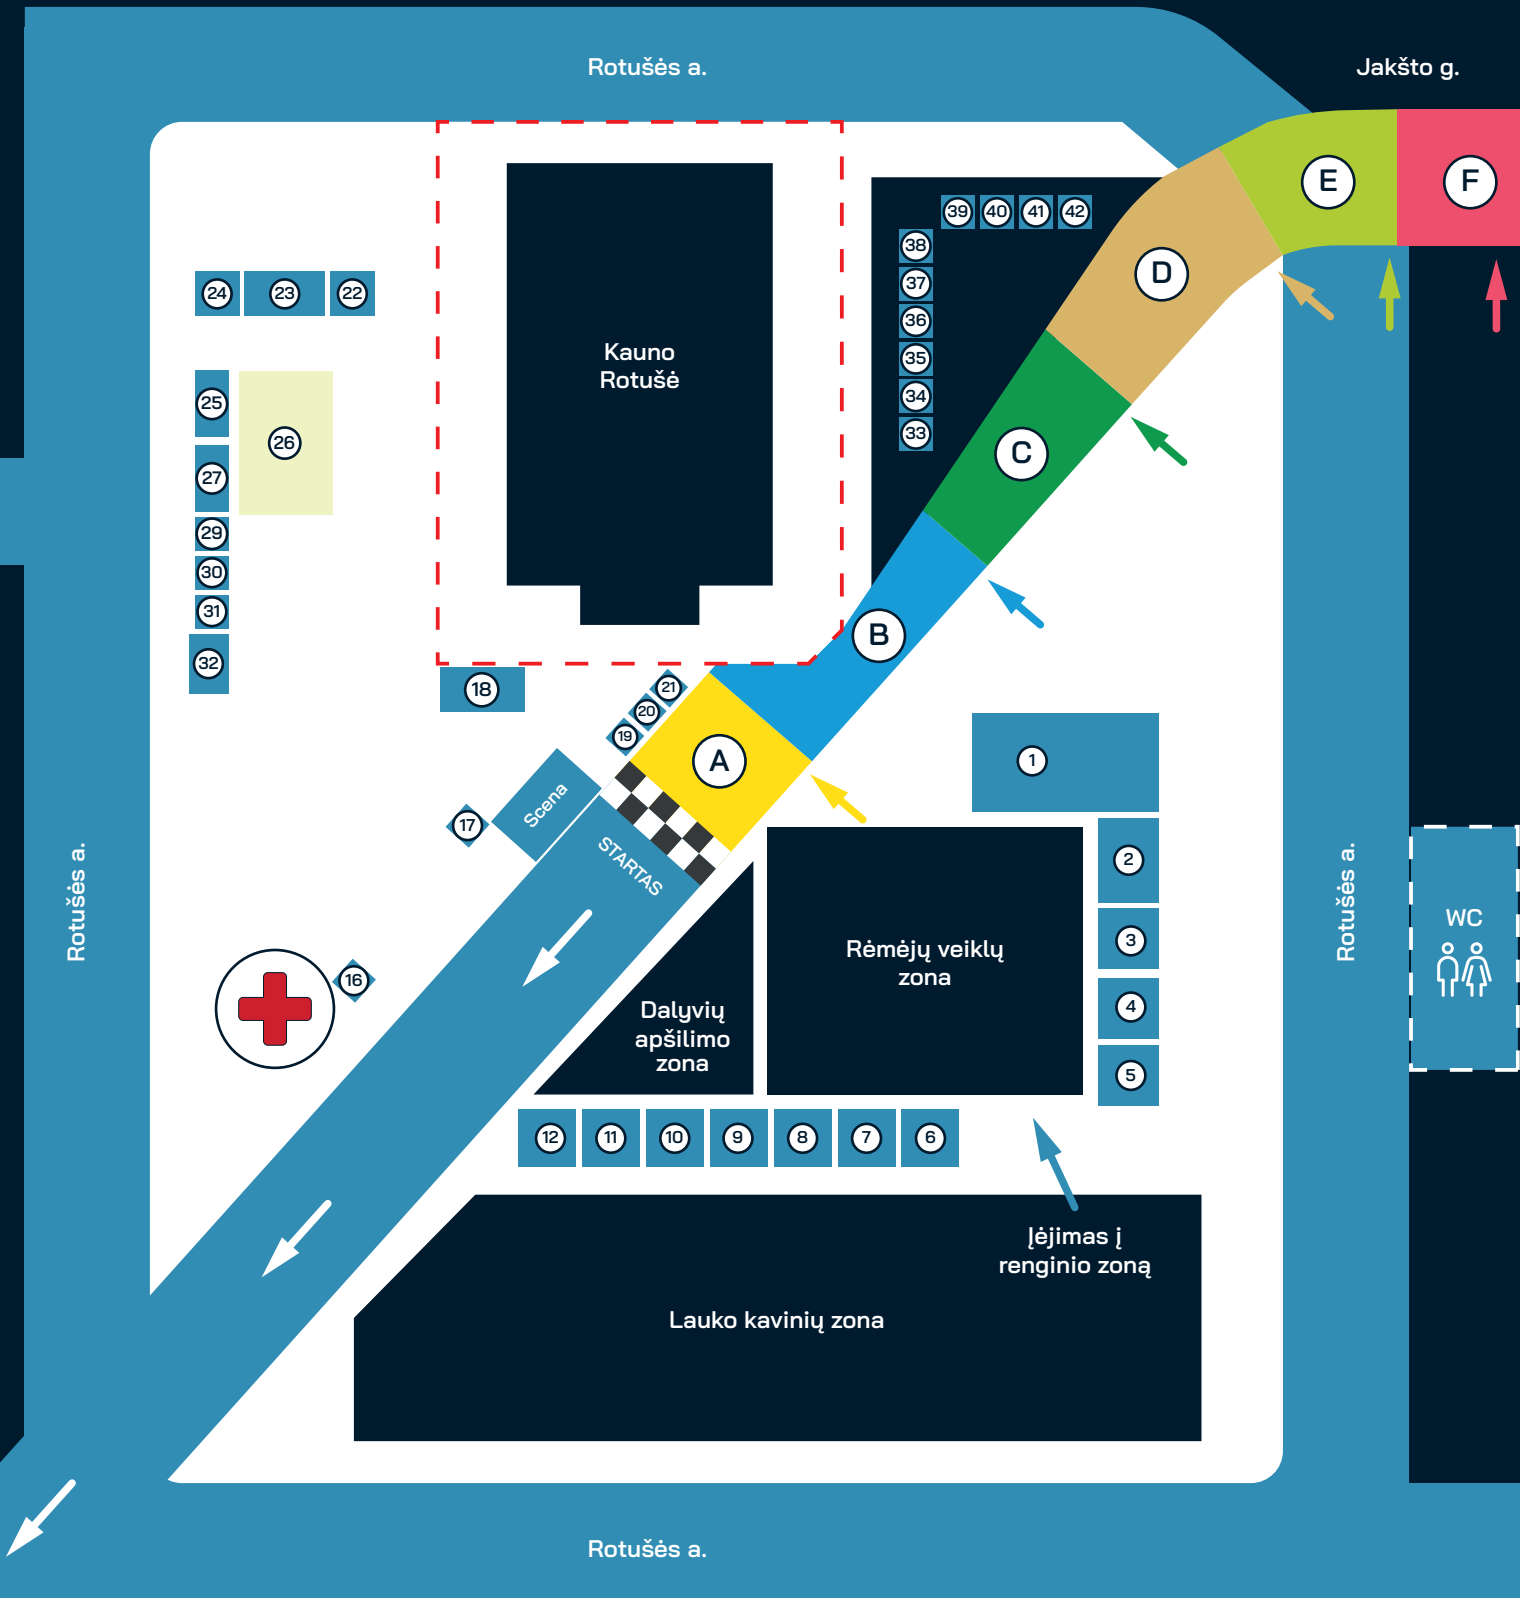 Rotušės a.
Jakšto g.
E
F
39
40
41
42
38
D
37
24
23
22
36
Kauno
Rotušė
35
34
25
33
26
C
27
29
30
31
B
32
18
21
20
19
A
1
Scena
17
STARTAS
2
Rotušės a.
Rotušės a.
WC
3
Rėmėjų veiklų
zona
16
4
Dalyvių
apšilimo
zona
5
12
11
10
9
8
7
6
Įėjimas į
renginio zoną
Lauko kavinių zona
Rotušės a.